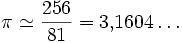 π ≃ 256/81 = 3,1604…